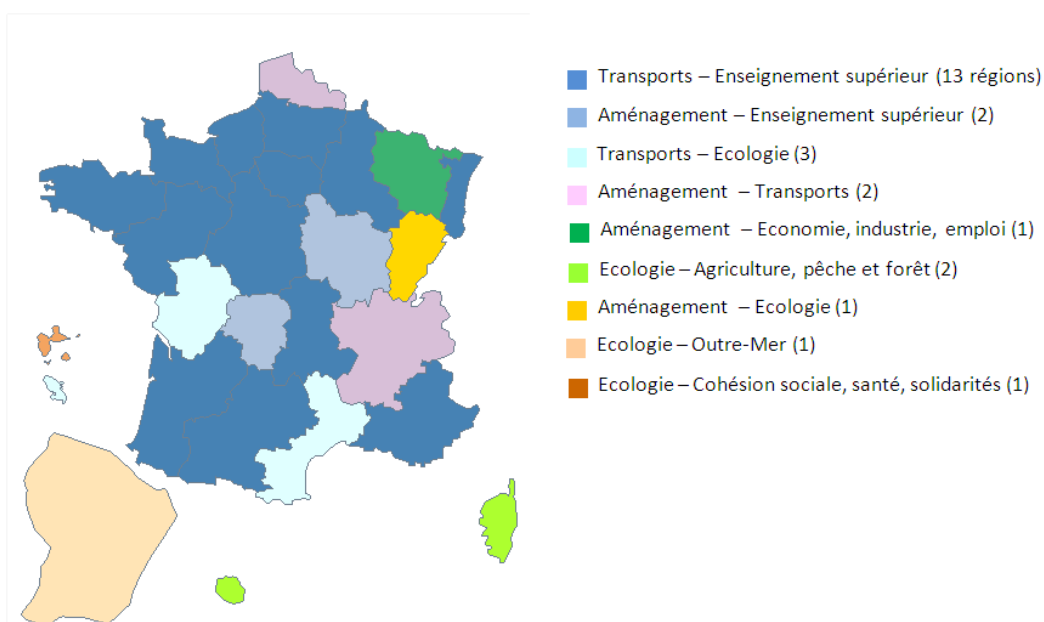 Transports – Enseignement supérieur (13 régions)
Aménagement – Enseignement supérieur (2)
Transports – Ecologie (3)
Aménagement – Transports (2)
Aménagement – Economie, industrie, emploi (1)
Ecologie – Agriculture, pêche et forêt (2)
Aménagement – Ecologie (1)
Ecologie – Outre-Mer (1)
Ecologie – Cohésion sociale, santé, solidarités (1)